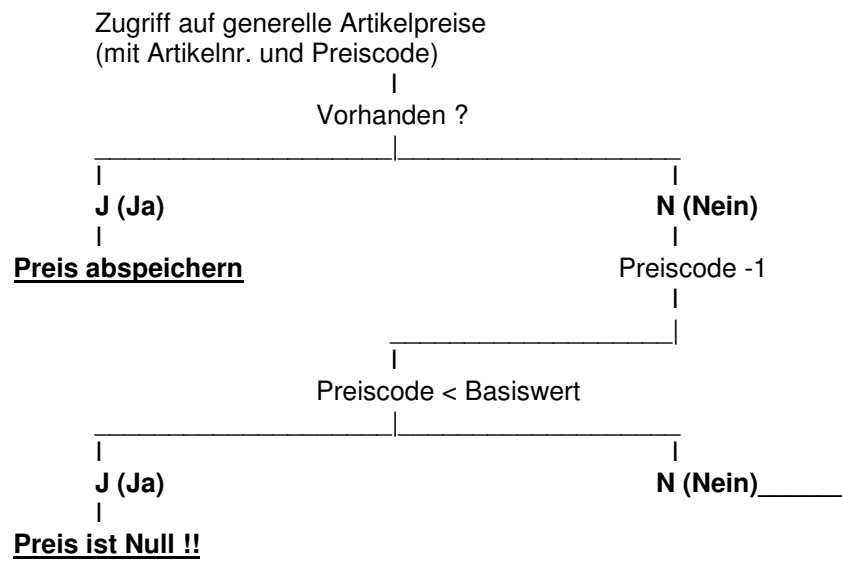 Zugriff auf generelle Artikelpreise
(mit Artikelnr. und Preiscode)
Vorhanden ?
J (Ja) N (Nein)
Preis abspeichern Preiscode -1
Preiscode < Basiswert
J (Ja) N (Nein)
Preis ist Null !!